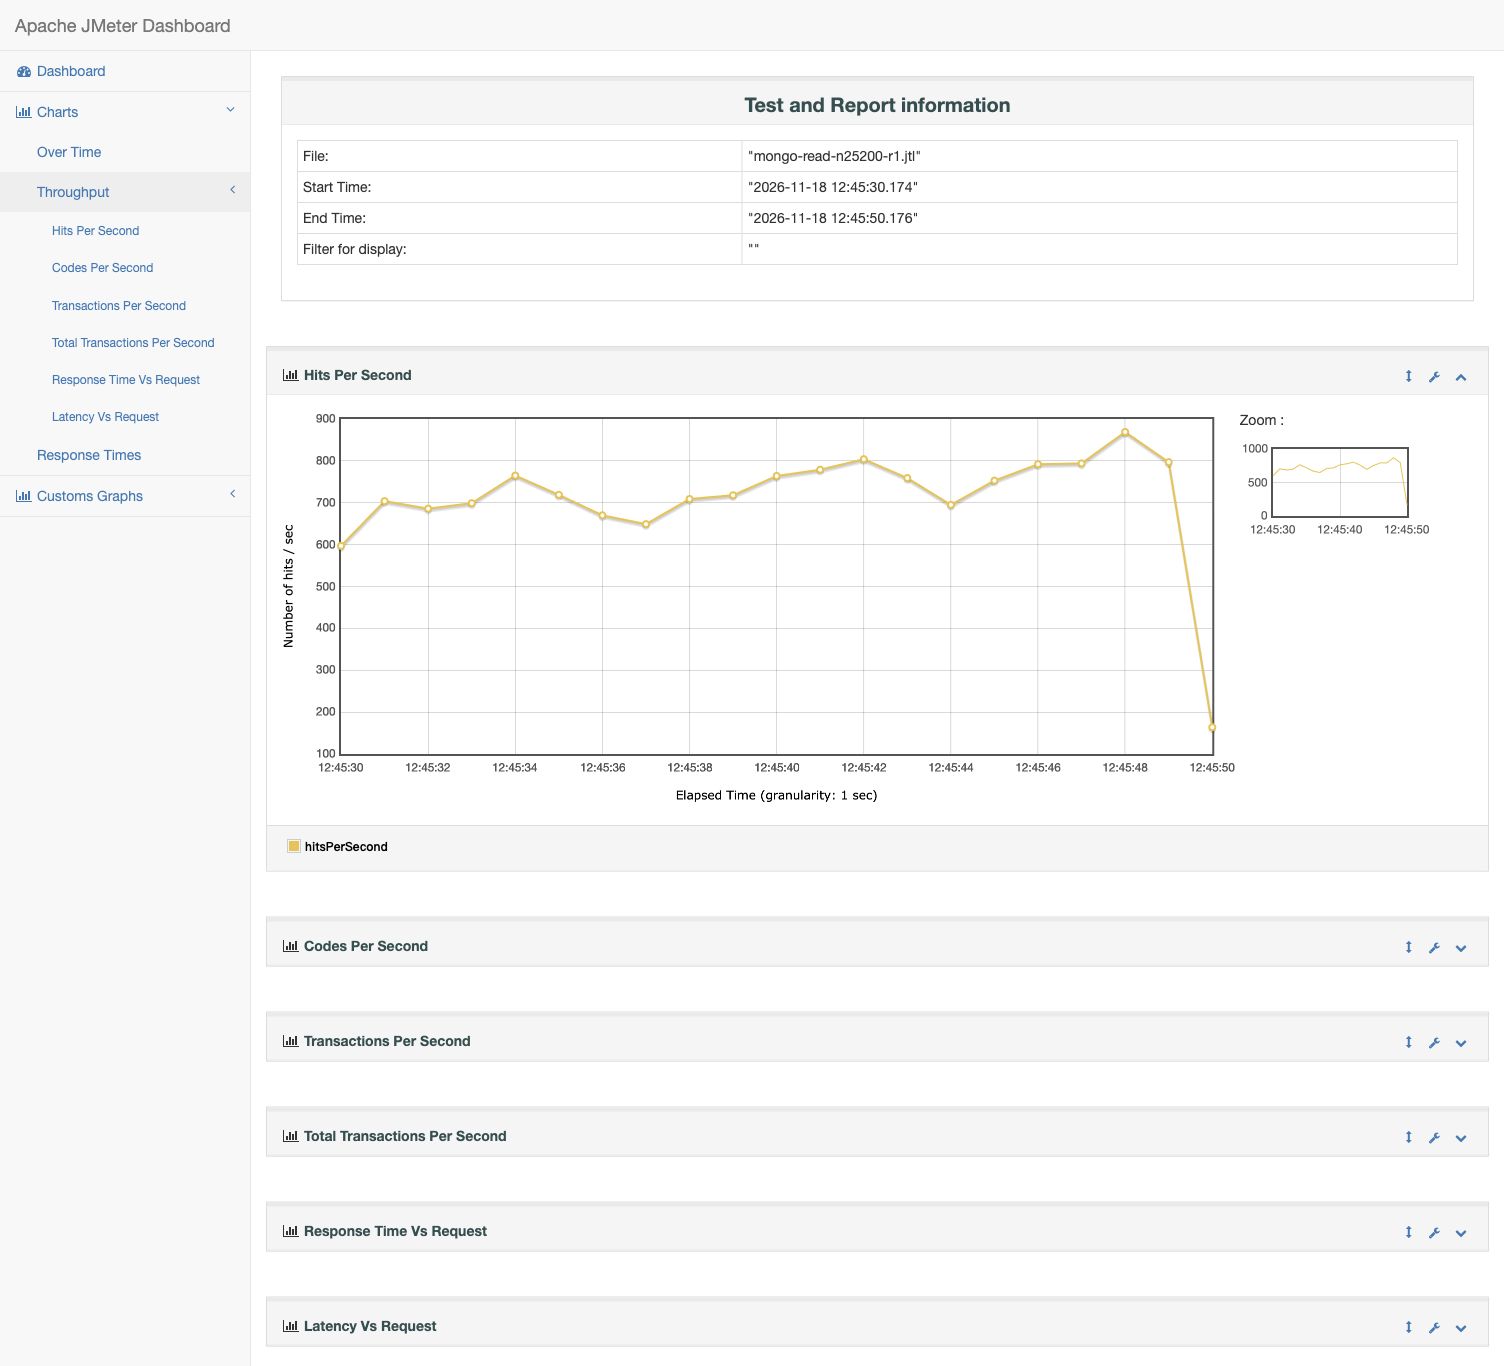 Apache JMeter Dashboard
Dashboard
Charts
Over Time
Throughput
Hits Per Second
Codes Per Second
Transactions Per Second
Total Transactions Per Second
Response Time Vs Request
Latency Vs Request
Response Times
Customs Graphs
Test and Report information
File: "mongo-read-n25200-r1.jtl"
Start Time: "2026-11-18 12:45:30.174"
End Time: "2026-11-18 12:45:50.176"
Filter for display: ""
Hits Per Second
900
800
700
600
500
400
300
200
100
Number of hits / sec
12:45:30 12:45:32 12:45:34 12:45:36 12:45:38 12:45:40 12:45:42 12:45:44 12:45:46 12:45:48 12:45:50
Elapsed Time (granularity: 1 sec)
Zoom :
1000
500
0
12:45:30 12:45:40 12:45:50
hitsPerSecond
Codes Per Second
Transactions Per Second
Total Transactions Per Second
Response Time Vs Request
Latency Vs Request